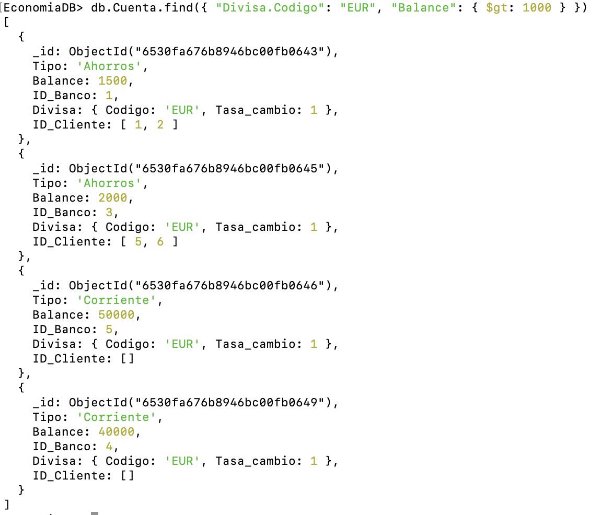 [EconomiaDB> db.Cuenta.find({ "Divisa.Codigo": "EUR", "Balance": { $gt: 1000 } })
[
{
_id: ObjectId("6530fa676b8946bc00fb0643"),
Tipo: 'Ahorros',
Balance: 1500,
ID_Banco: 1,
Divisa: { Codigo: 'EUR', Tasa_cambio: 1 },
ID_Cliente: [ 1, 2 ]
},
{
_id: ObjectId("6530fa676b8946bc00fb0645"),
Tipo: 'Ahorros',
Balance: 2000,
ID_Banco: 3,
Divisa: { Codigo: 'EUR', Tasa_cambio: 1 },
ID_Cliente: [ 5, 6 ]
},
{
_id: ObjectId("6530fa676b8946bc00fb0646"),
Tipo: 'Corriente',
Balance: 50000,
ID_Banco: 5,
Divisa: { Codigo: 'EUR', Tasa_cambio: 1 },
ID_Cliente: []
},
{
_id: ObjectId("6530fa676b8946bc00fb0649"),
Tipo: 'Corriente',
Balance: 40000,
ID_Banco: 4,
Divisa: { Codigo: 'EUR', Tasa_cambio: 1 },
ID_Cliente: []
}
]